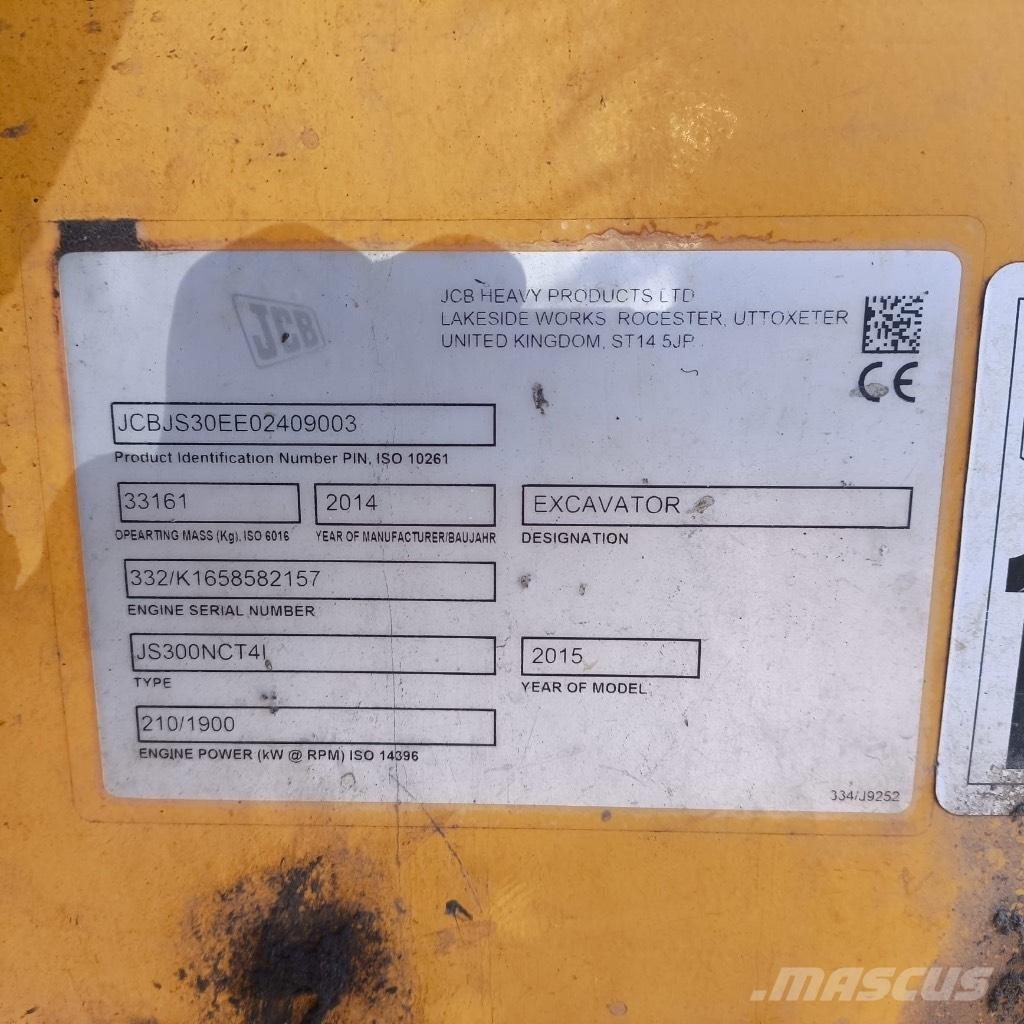 JCB
JCB HEAVY PRODUCTS LTD
LAKESIDE WORKS, ROCESTER, UTTOXETER
UNITED KINGDOM, ST14 5JP
CE
JCBJS30EE02409003
Product Identification Number PIN, ISO 10261
33161
OPEARTING MASS (Kg), ISO 6016
2014
YEAR OF MANUFACTURER/BAUJAHR
EXCAVATOR
DESIGNATION
332/K1658582157
ENGINE SERIAL NUMBER
JS300NCT4I
TYPE
2015
YEAR OF MODEL
210/1900
ENGINE POWER (kW @ RPM) ISO 14396
334/J9252
MASCUS